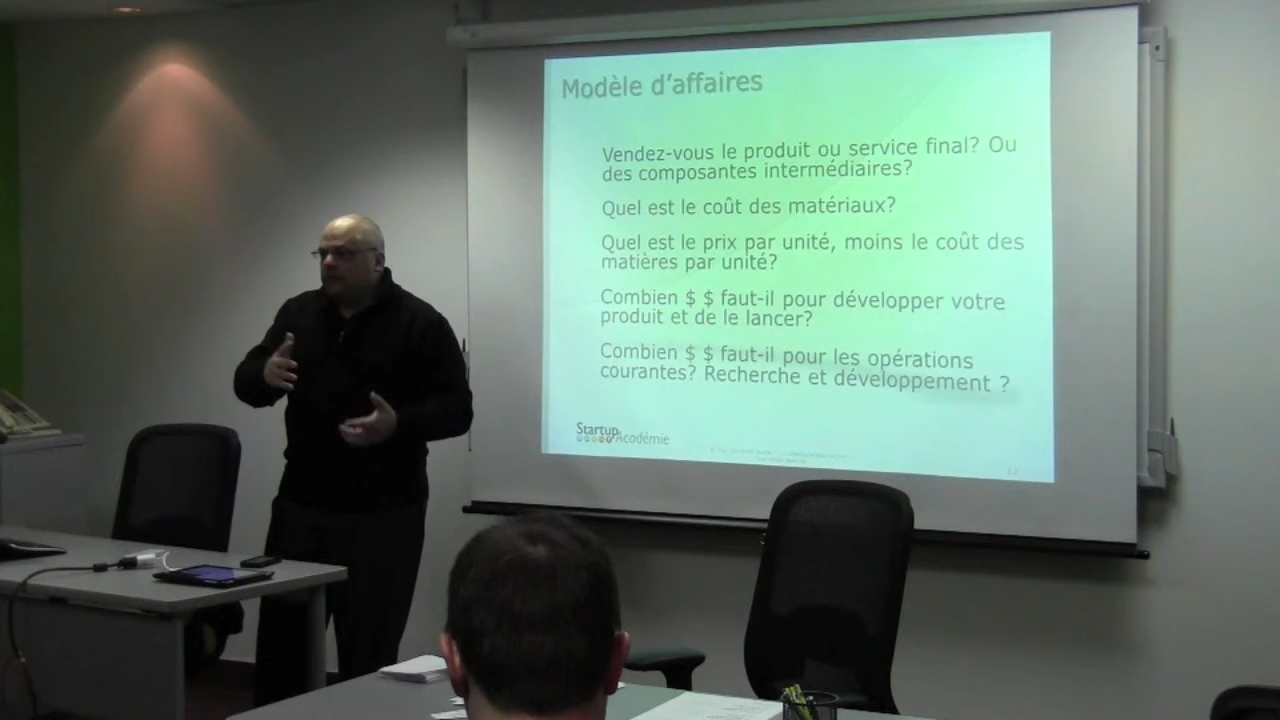 Modèle d'affaires
Vendez-vous le produit ou service final? Ou
des composantes intermédiaires?
Quel est le coût des matériaux?
Quel est le prix par unité, moins le coût des
matières par unité?
Combien $ $ faut-il pour développer votre
produit et de le lancer?
Combien $ $ faut-il pour les opérations
courantes? Recherche et développement ?
Startup
Académie